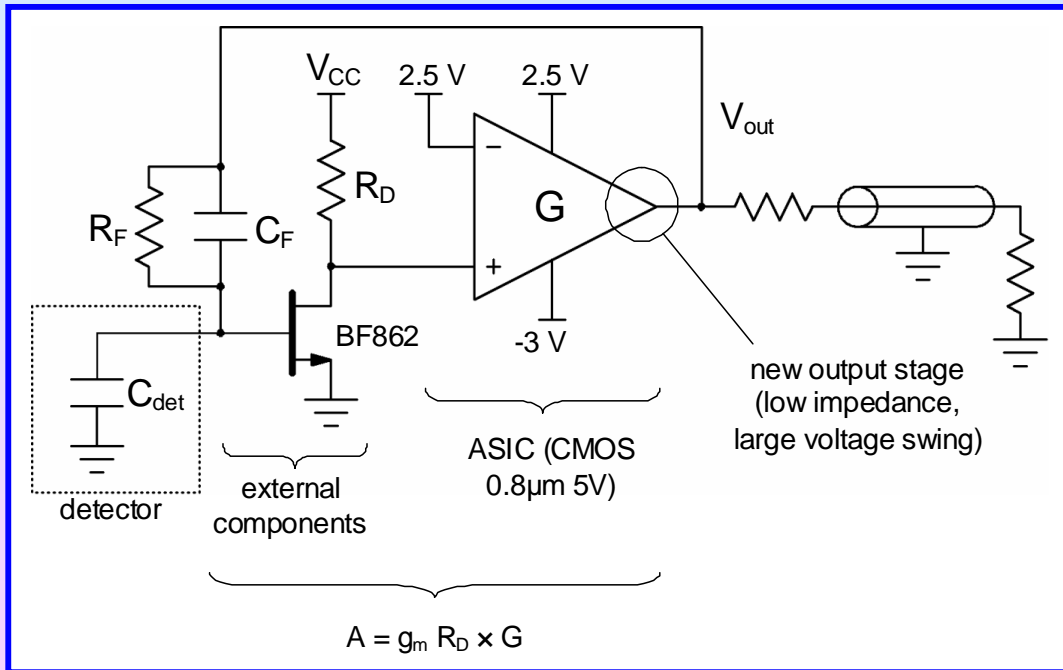 V_CC
2.5 V
2.5 V
V_out
R_D
−
G
R_F
C_F
+
BF862
-3 V
C_det
new output stage
(low impedance,
large voltage swing)
ASIC (CMOS
0.8µm 5V)
detector
external
components
A = g_m R_D × G